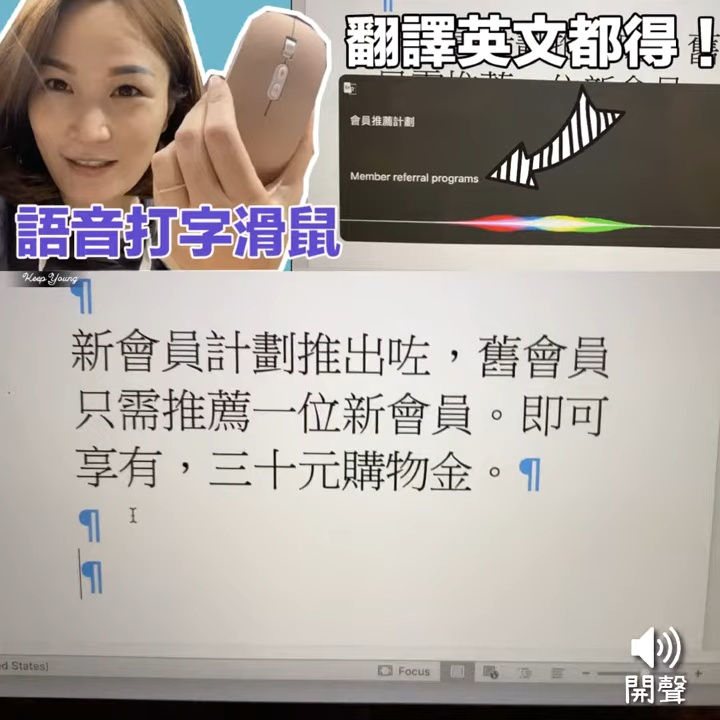 翻譯英文都得！
會員推薦計劃
Member referral programs
語音打字滑鼠
Keep Young
新會員計劃推出咗，舊會員
只需推薦一位新會員。即可
享有，三十元購物金。
Focus
開聲